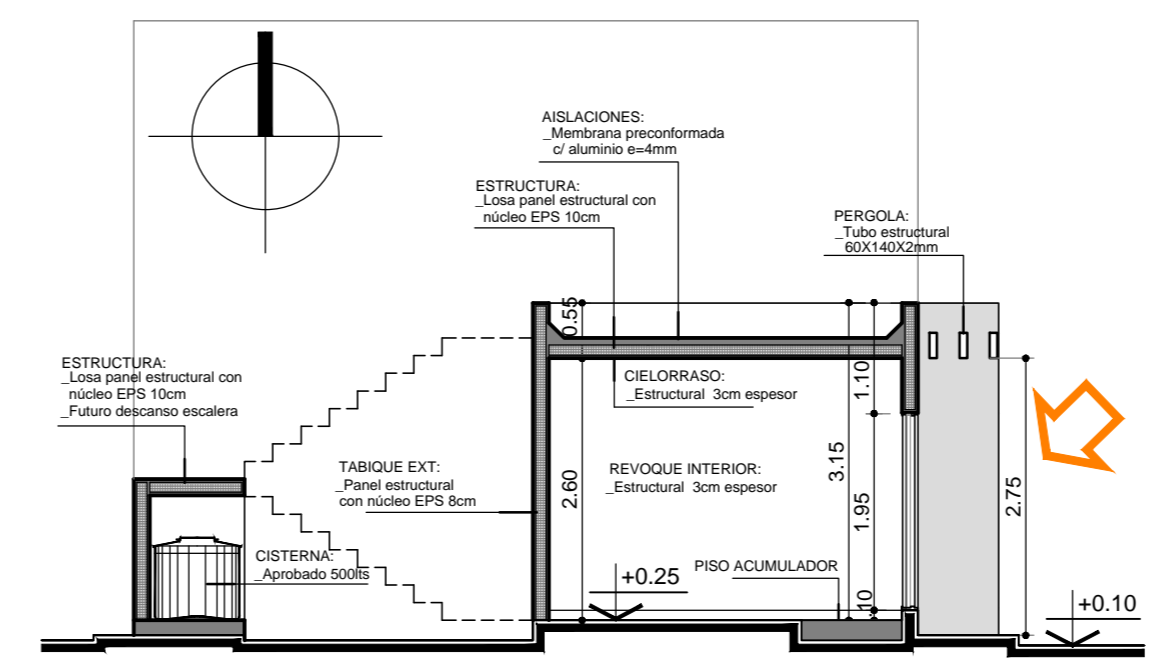 AISLACIONES:
_Membrana preconformada
c/ aluminio e=4mm
ESTRUCTURA:
_Losa panel estructural con
núcleo EPS 10cm
PERGOLA:
_Tubo estructural
60X140X2mm
0.55
ESTRUCTURA:
_Losa panel estructural con
núcleo EPS 10cm
_Futuro descanso escalera
CIELORRASO:
_Estructural 3cm espesor
1.10
TABIQUE EXT:
_Panel estructural
con núcleo EPS 8cm
REVOQUE INTERIOR:
_Estructural 3cm espesor
2.60
3.15
1.95
2.75
CISTERNA:
_Aprobado 500lts
PISO ACUMULADOR
+0.25
.10
+0.10